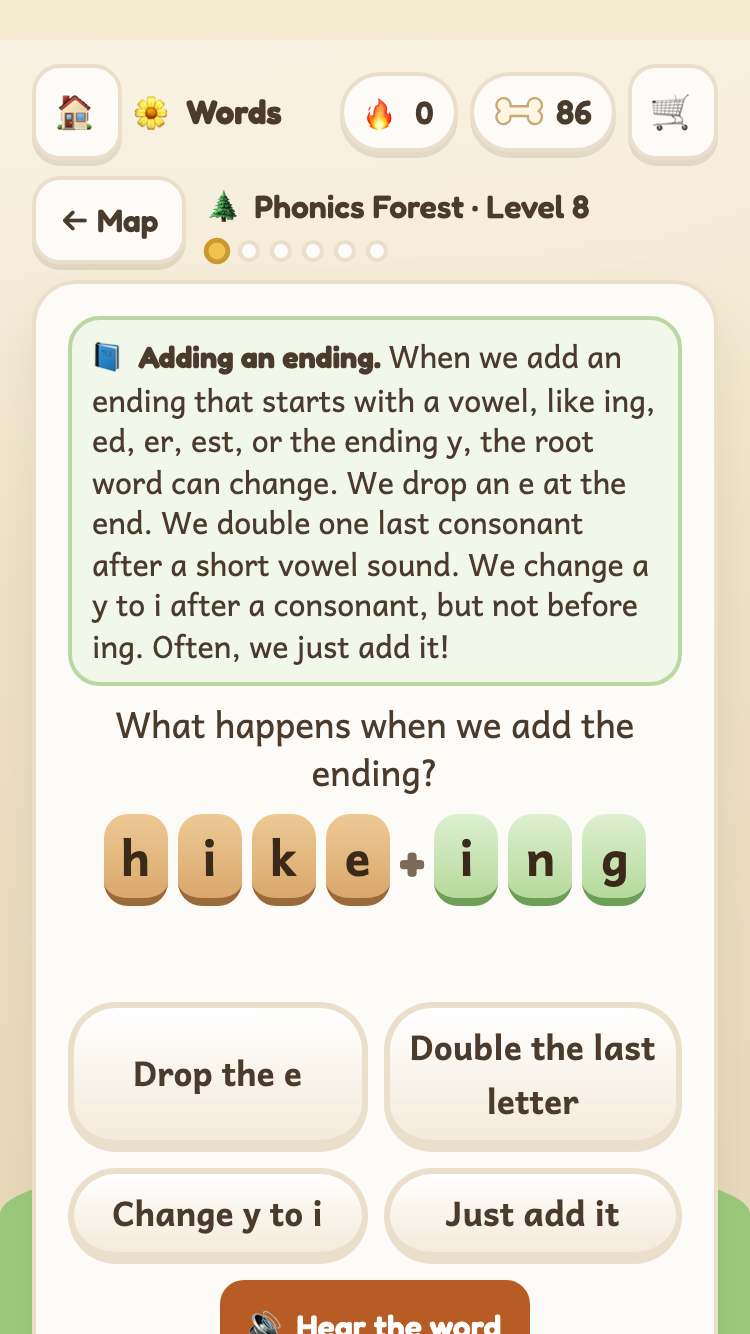 Words
0
86
← Map
Phonics Forest · Level 8
Adding an ending. When we add an
ending that starts with a vowel, like ing,
ed, er, est, or the ending y, the root
word can change. We drop an e at the
end. We double one last consonant
after a short vowel sound. We change a
y to i after a consonant, but not before
ing. Often, we just add it!
What happens when we add the
ending?
h i k e + i n g
Drop the e
Double the last
letter
Change y to i
Just add it
Hear the word